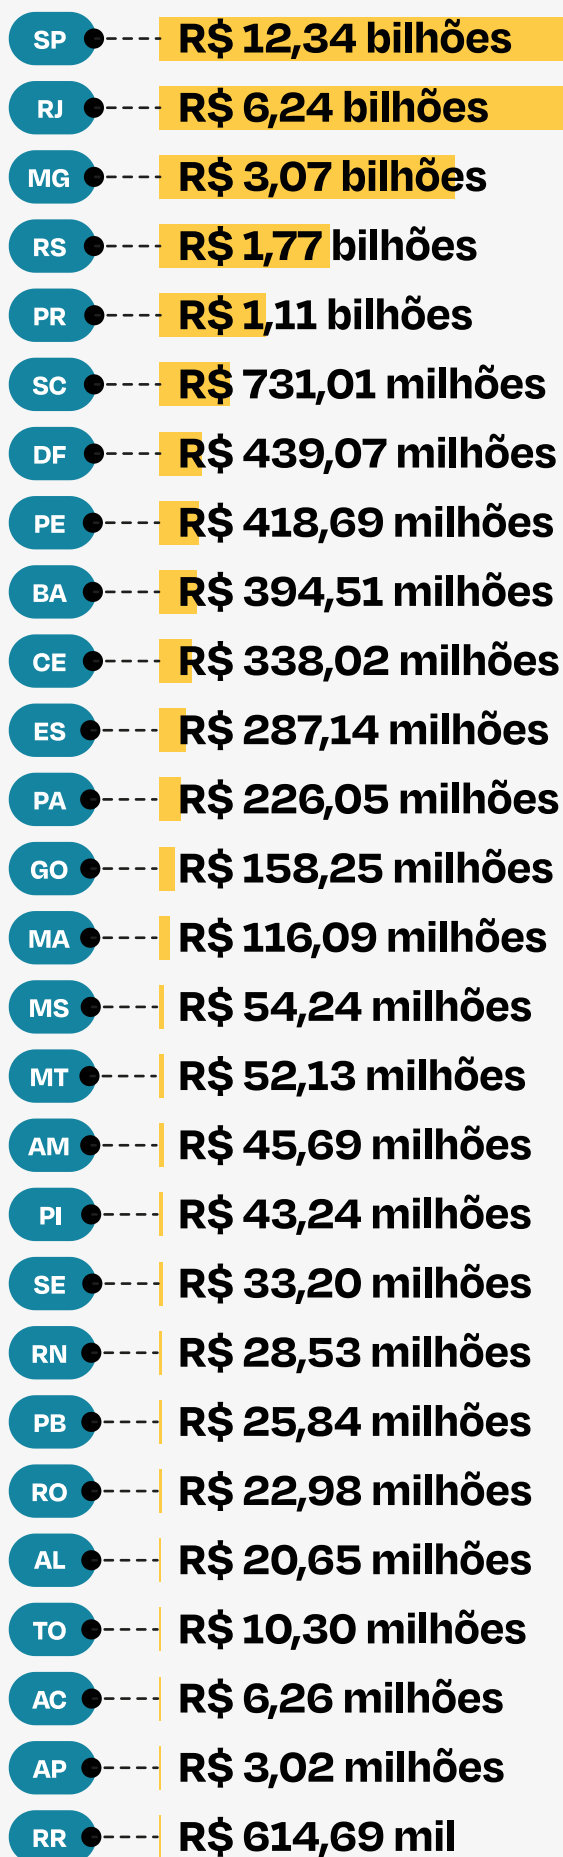 SP R$ 12,34 bilhões
RJ R$ 6,24 bilhões
MG R$ 3,07 bilhões
RS R$ 1,77 bilhões
PR R$ 1,11 bilhões
SC R$ 731,01 milhões
DF R$ 439,07 milhões
PE R$ 418,69 milhões
BA R$ 394,51 milhões
CE R$ 338,02 milhões
ES R$ 287,14 milhões
PA R$ 226,05 milhões
GO R$ 158,25 milhões
MA R$ 116,09 milhões
MS R$ 54,24 milhões
MT R$ 52,13 milhões
AM R$ 45,69 milhões
PI R$ 43,24 milhões
SE R$ 33,20 milhões
RN R$ 28,53 milhões
PB R$ 25,84 milhões
RO R$ 22,98 milhões
AL R$ 20,65 milhões
TO R$ 10,30 milhões
AC R$ 6,26 milhões
AP R$ 3,02 milhões
RR R$ 614,69 mil